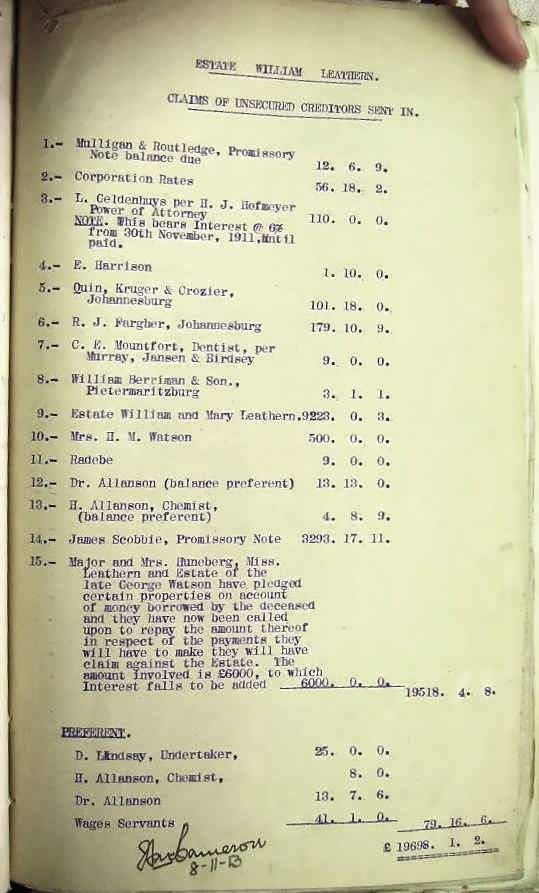 ESTATE WILLIAM LEATHERN.
CLAIMS OF UNSECURED CREDITORS SENT IN.
1.- Mulligan & Routledge, Promissory
Note balance due 12. 6. 9.
2.- Corporation Rates 56. 18. 2.
3.- L. Geldenhuys per H. J. Hofmeyer
Power of Attorney 110. 0. 0.
NOTE. This bears Interest @ 6%
from 30th November, 1911, until
paid.
4.- E. Harrison 1. 10. 0.
5.- Quin, Kruger & Crozier,
Johannesburg 101. 18. 0.
6.- R. J. Fargher, Johannesburg 179. 10. 9.
7.- C. E. Mountfort, Dentist, per
Murray, Jansen & Birdsey 9. 0. 0.
8.- William Berriman & Son.,
Pietermaritzburg 3. 1. 1.
9.- Estate William and Mary Leathern. 9223. 0. 3.
10.- Mrs. H. M. Watson 500. 0. 0.
11.- Radebe 9. 0. 0.
12.- Dr. Allanson (balance preferent) 13. 13. 0.
13.- H. Allanson, Chemist,
(balance preferent) 4. 8. 9.
14.- James Scobbie, Promissory Note 3293. 17. 11.
15.- Major and Mrs. Huneberg, Miss.
Leathern and Estate of the
late George Watson have pledged
certain properties on account
of money borrowed by the deceased
and they have now been called
upon to repay the amount thereof
in respect of the payments they
will have to make they will have
claim against the Estate. The
amount involved is £6000, to which
Interest falls to be added 6000. 0. 0. 19518. 4. 8.
PREFERENT.
D. Lindsay, Undertaker, 25. 0. 0.
H. Allanson, Chemist, 8. 0.
Dr. Allanson 13. 7. 6.
Wages Servants 41. 1. 0. 79. 16. 6.
£ 19698. 1. 2.
Cameron
8-11-13